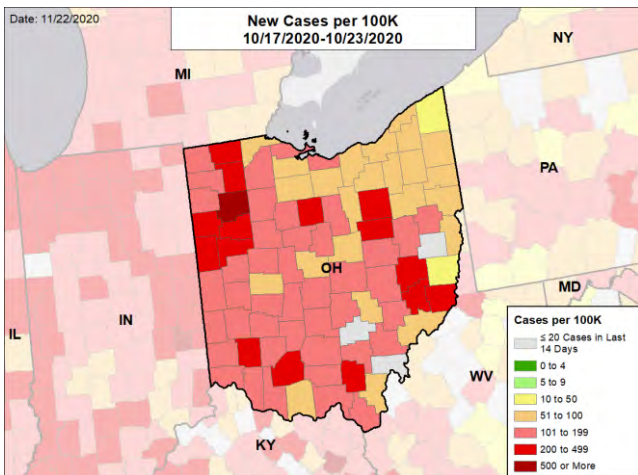 Date: 11/22/2020
New Cases per 100K
10/17/2020-10/23/2020
NY
MI
PA
OH
IN
IL
MD
WV
KY
Cases per 100K
≤ 20 Cases in Last
14 Days
0 to 4
5 to 9
10 to 50
51 to 100
101 to 199
200 to 499
500 or More